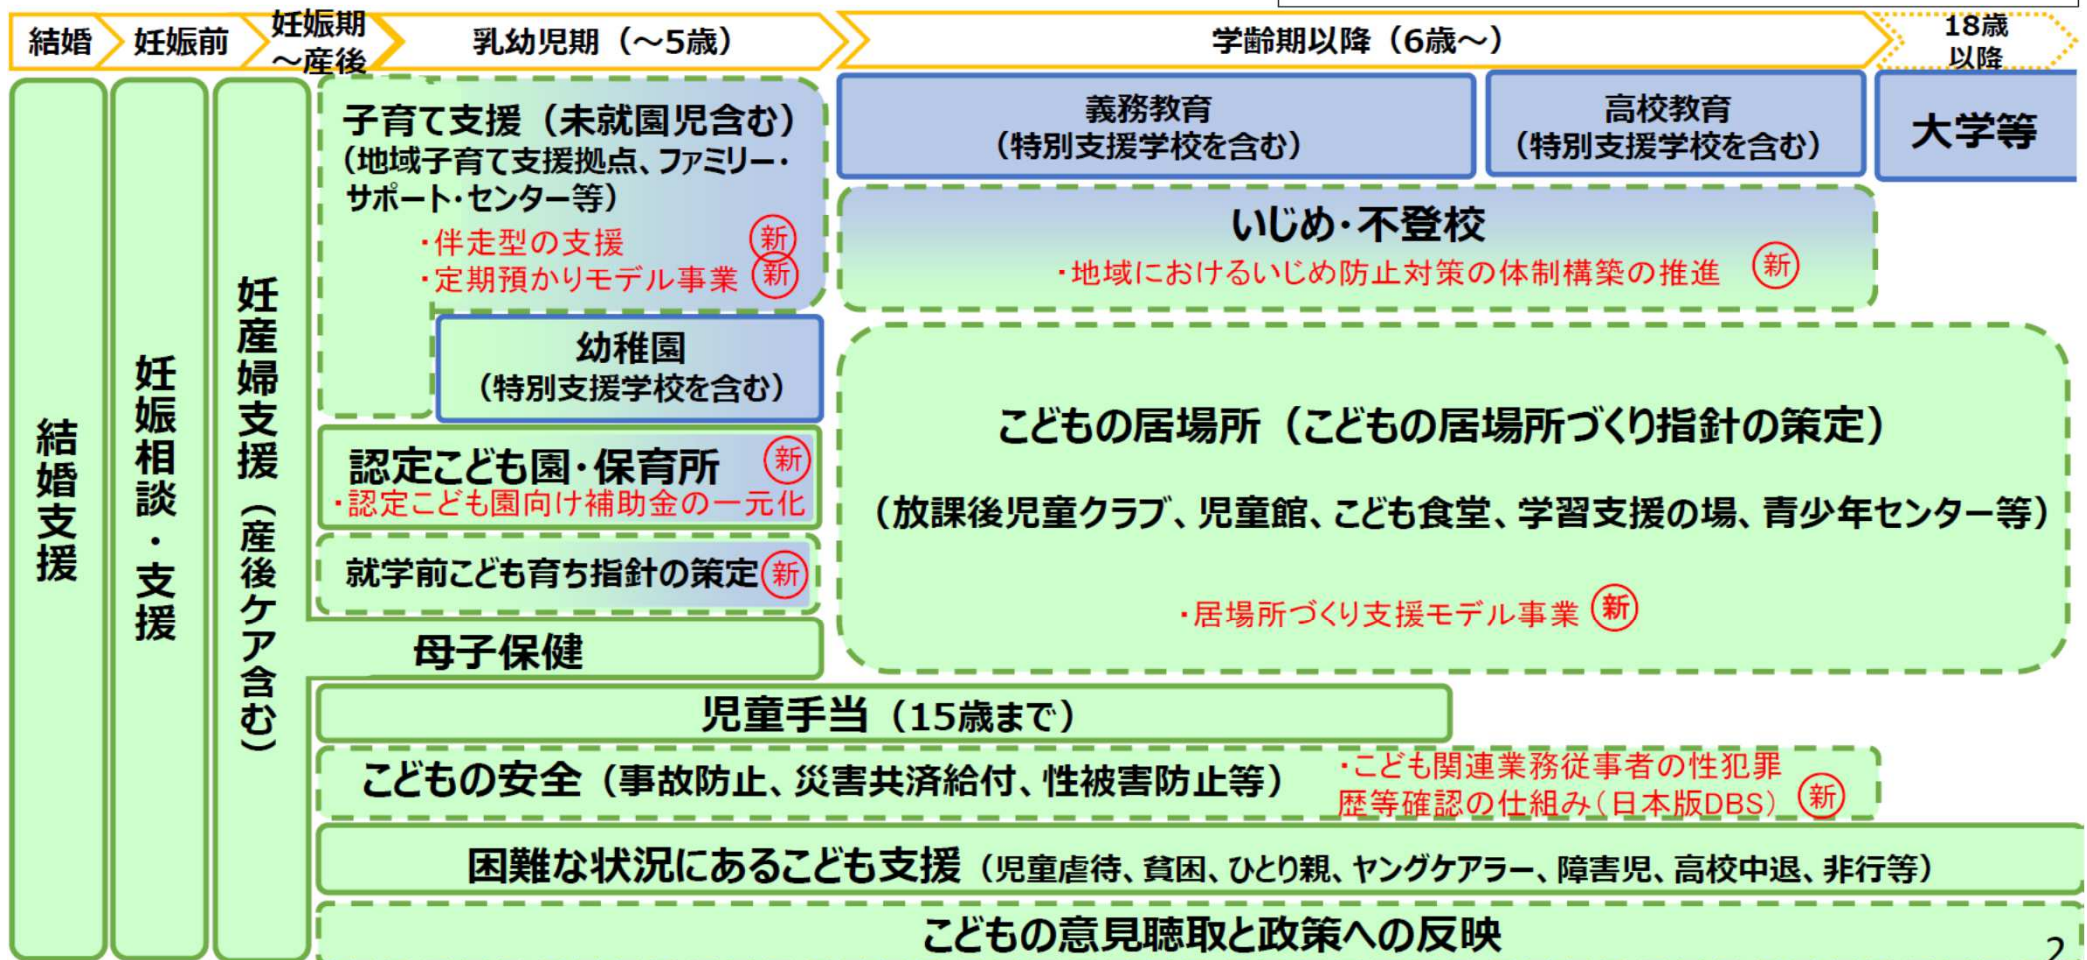 結婚
妊娠前
妊娠期
～産後
乳幼児期（～5歳）
学齢期以降（6歳～）
18歳
以降
結婚支援
妊娠相談・支援
妊産婦支援（産後ケア含む）
子育て支援（未就園児含む）
（地域子育て支援拠点、ファミリー・
サポート・センター等）
・伴走型の支援 新
・定期預かりモデル事業 新
幼稚園
（特別支援学校を含む）
認定こども園・保育所 新
・認定こども園向け補助金の一元化
就学前こども育ち指針の策定 新
母子保健
義務教育
（特別支援学校を含む）
高校教育
（特別支援学校を含む）
大学等
いじめ・不登校
・地域におけるいじめ防止対策の体制構築の推進 新
こどもの居場所（こどもの居場所づくり指針の策定）
（放課後児童クラブ、児童館、こども食堂、学習支援の場、青少年センター等）
・居場所づくり支援モデル事業 新
児童手当（15歳まで）
こどもの安全（事故防止、災害共済給付、性被害防止等）
・こども関連業務従事者の性犯罪
歴等確認の仕組み（日本版DBS） 新
困難な状況にあるこども支援（児童虐待、貧困、ひとり親、ヤングケアラー、障害児、高校中退、非行等）
こどもの意見聴取と政策への反映
2